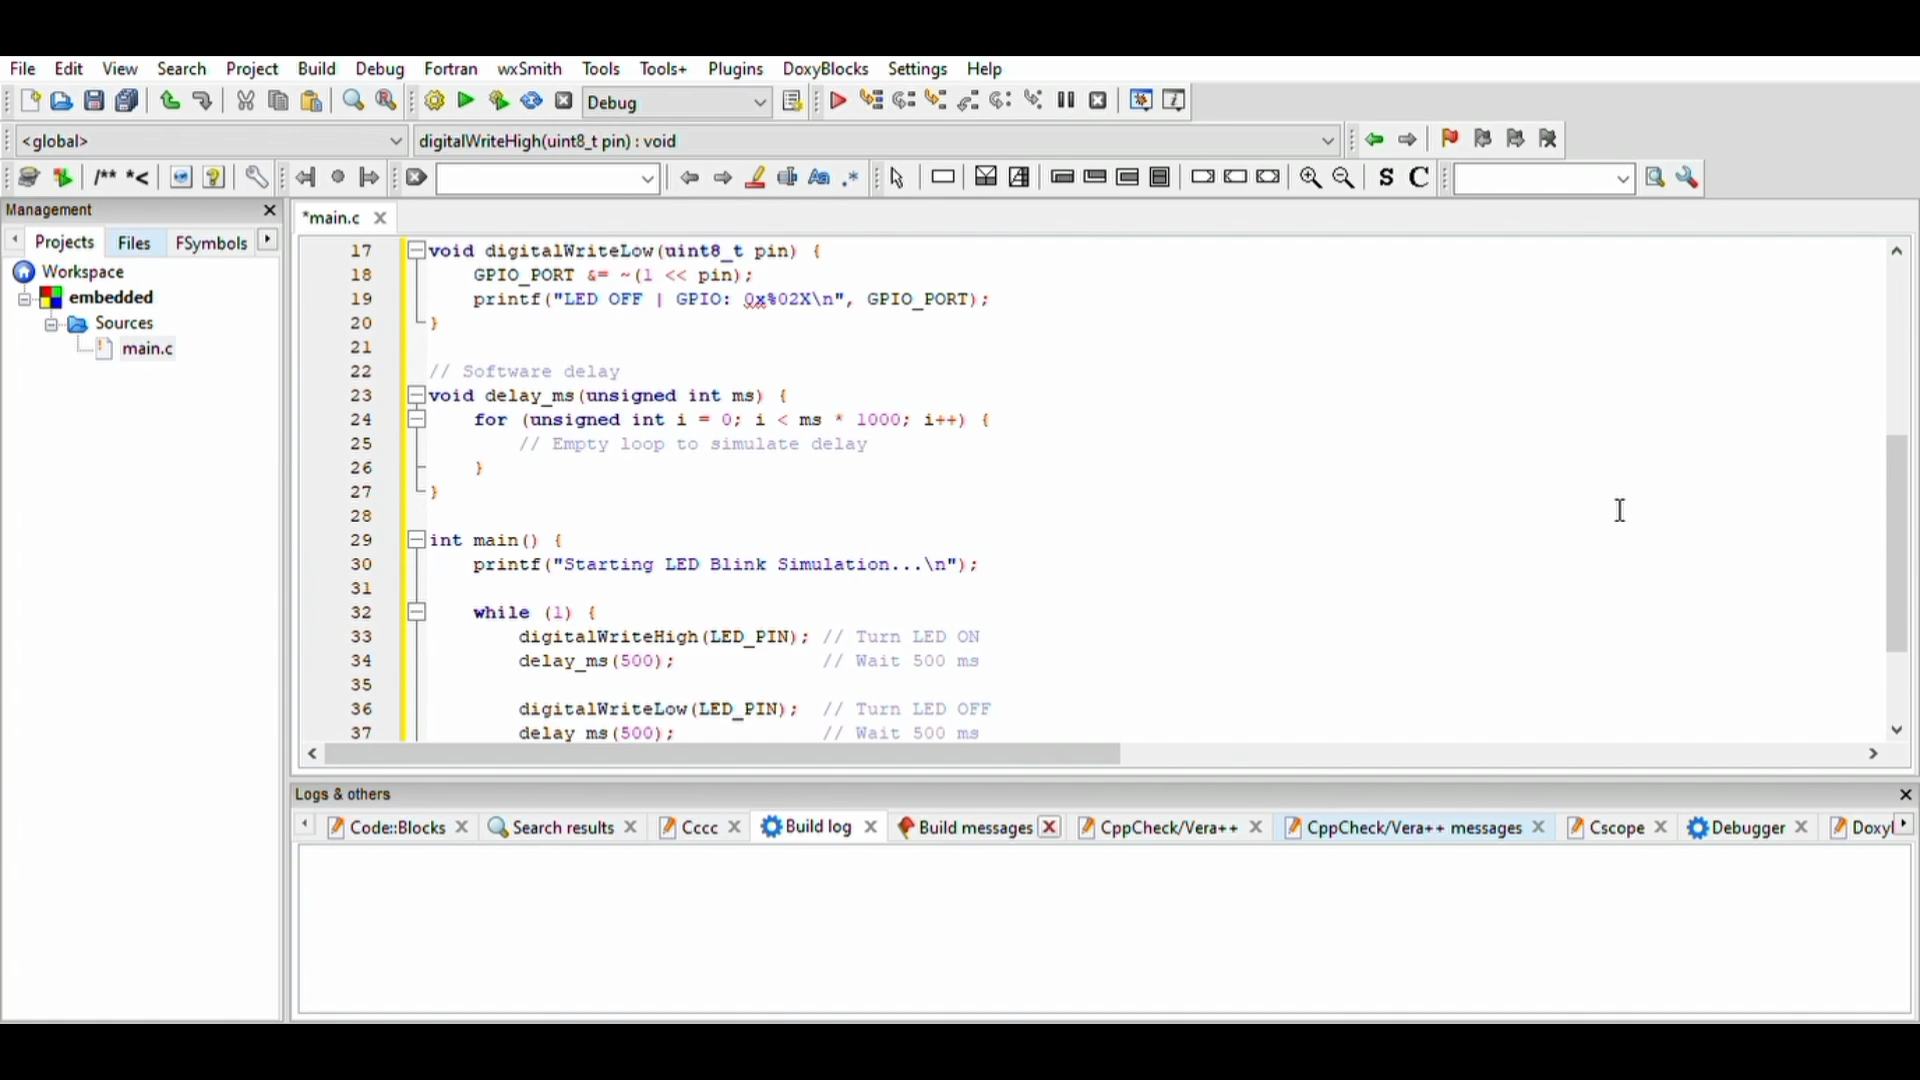 File Edit View Search Project Build Debug Fortran wxSmith Tools Tools+ Plugins DoxyBlocks Settings Help
Debug
<global> digitalWriteHigh(uint8_t pin) : void
/** *< Aa .* S C
Management
Projects Files FSymbols
*main.c
Workspace
embedded
Sources
main.c
17 void digitalWriteLow(uint8_t pin) {
18 GPIO_PORT &= ~(1 << pin);
19 printf("LED OFF | GPIO: 0x%02X\n", GPIO_PORT);
20 }
21
22 // Software delay
23 void delay_ms(unsigned int ms) {
24 for (unsigned int i = 0; i < ms * 1000; i++) {
25 // Empty loop to simulate delay
26 }
27 }
28
29 int main() {
30 printf("Starting LED Blink Simulation...\n");
31
32 while (1) {
33 digitalWriteHigh(LED_PIN); // Turn LED ON
34 delay_ms(500); // Wait 500 ms
35
36 digitalWriteLow(LED_PIN); // Turn LED OFF
37 delay_ms(500); // Wait 500 ms
Logs & others
Code::Blocks Search results Cccc Build log Build messages CppCheck/Vera++ CppCheck/Vera++ messages Cscope Debugger Doxyl